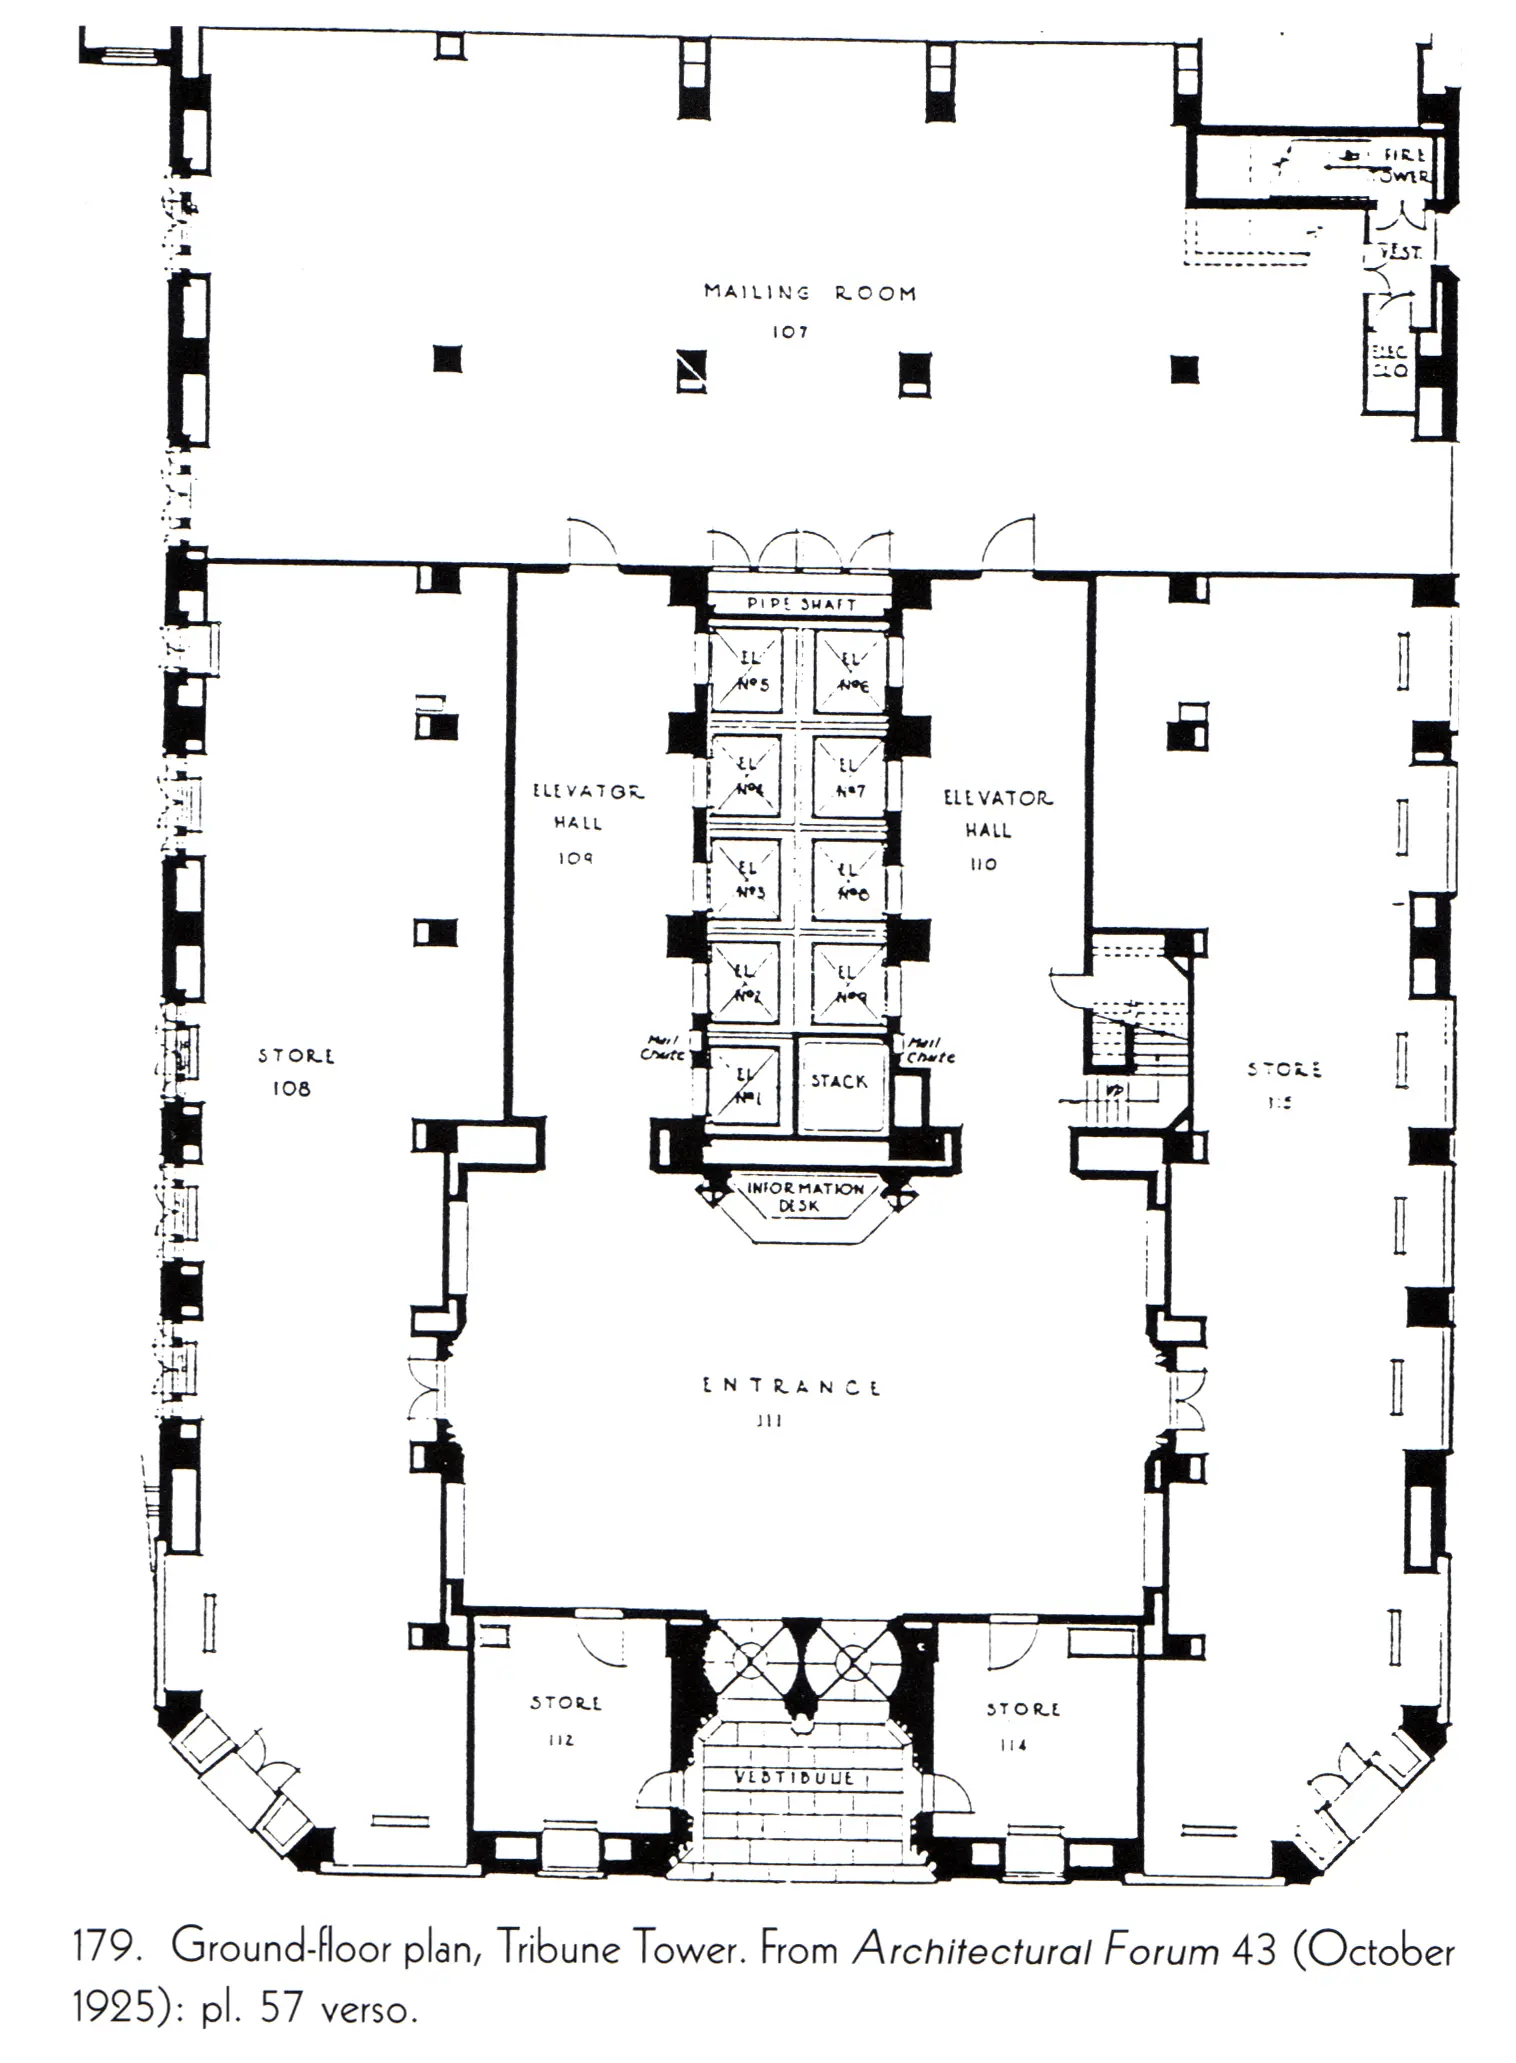 FIRE
TOWER
VEST.
MAILING ROOM
107
ELEC
CLO
PIPE SHAFT
EL
Nº5
EL
Nº6
EL
Nº4
EL
Nº7
ELEVATOR
HALL
109
ELEVATOR
HALL
110
EL
Nº3
EL
Nº8
EL
Nº2
EL
Nº9
Mail
Chute
Mail
Chute
STORE
108
EL
Nº1
STACK
UP
STORE
115
INFORMATION
DESK
ENTRANCE
111
STORE
112
STORE
114
VESTIBULE
179. Ground-floor plan, Tribune Tower. From Architectural Forum 43 (October
1925): pl. 57 verso.